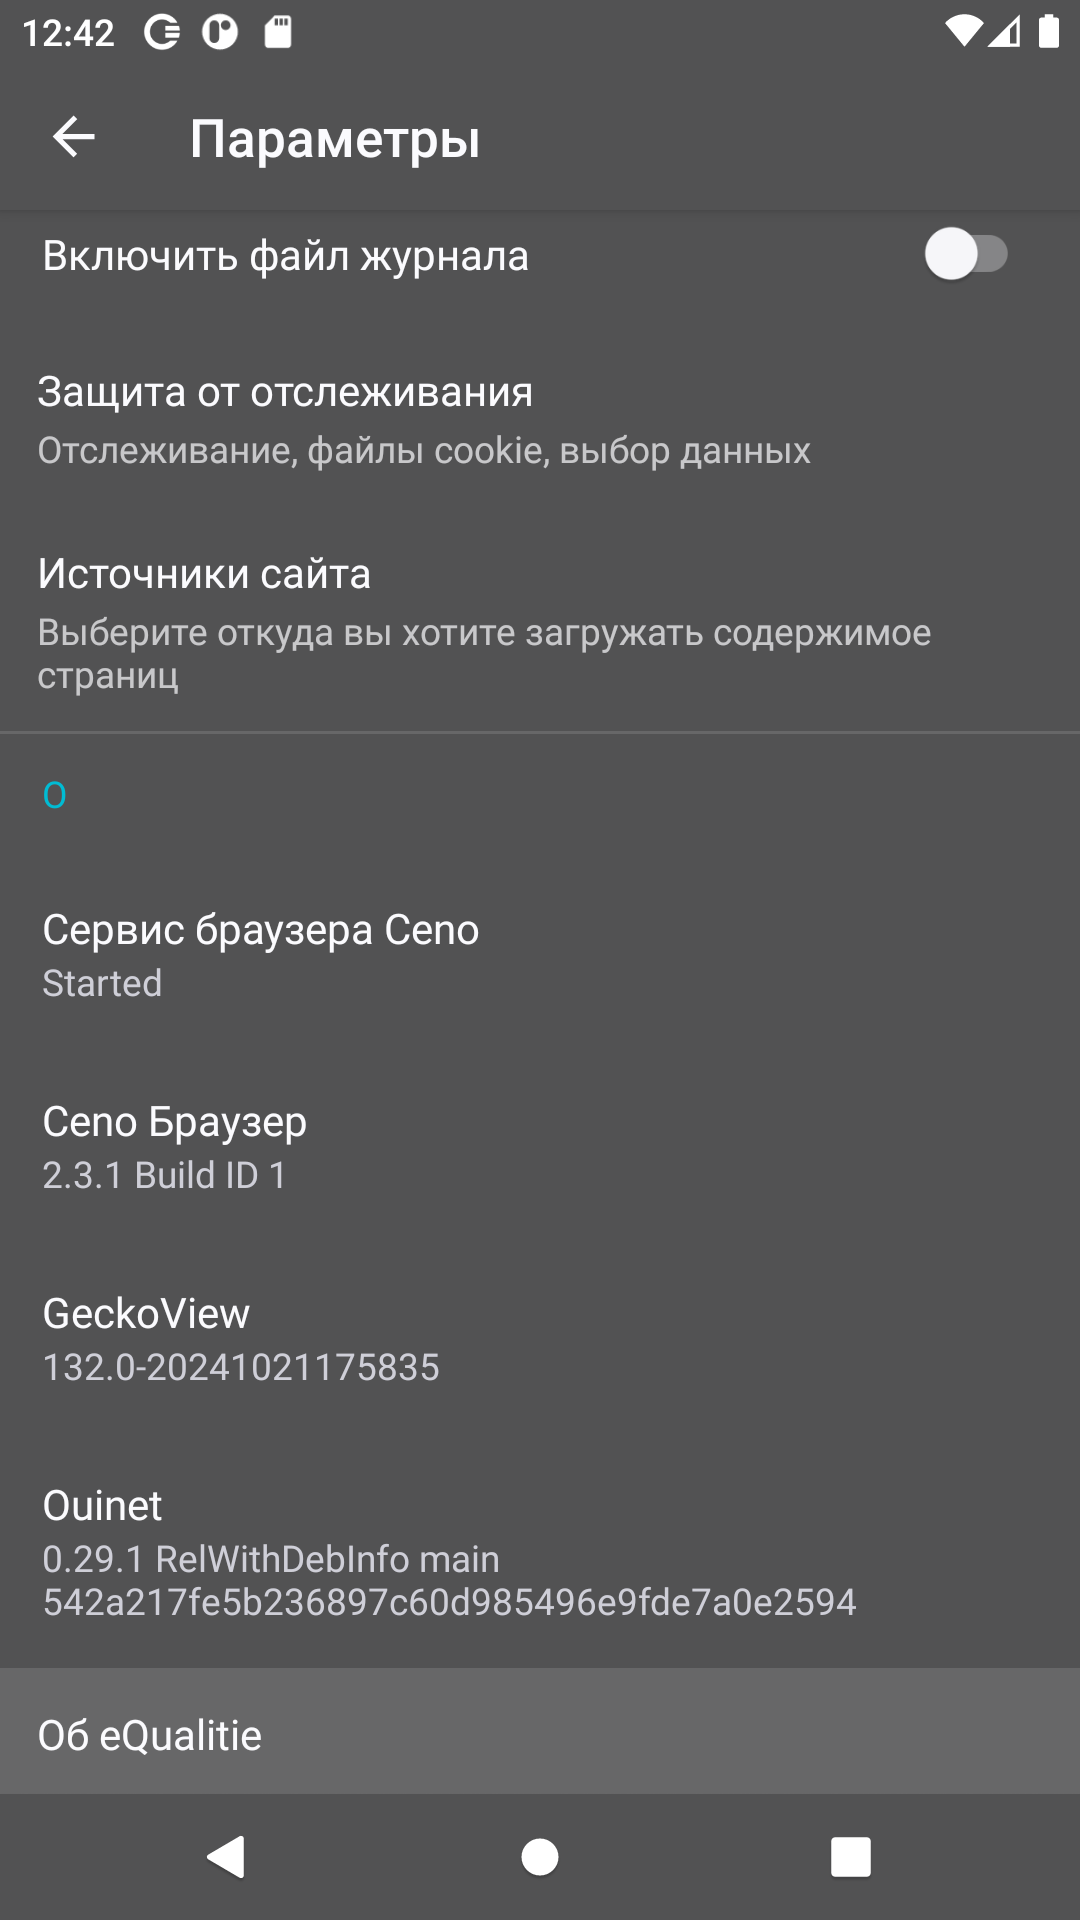 12:42
Параметры
Включить файл журнала
Защита от отслеживания
Отслеживание, файлы cookie, выбор данных
Источники сайта
Выберите откуда вы хотите загружать содержимое
страниц
О
Сервис браузера Ceno
Started
Ceno Браузер
2.3.1 Build ID 1
GeckoView
132.0-20241021175835
Ouinet
0.29.1 RelWithDebInfo main
542a217fe5b236897c60d985496e9fde7a0e2594
Об eQualitie